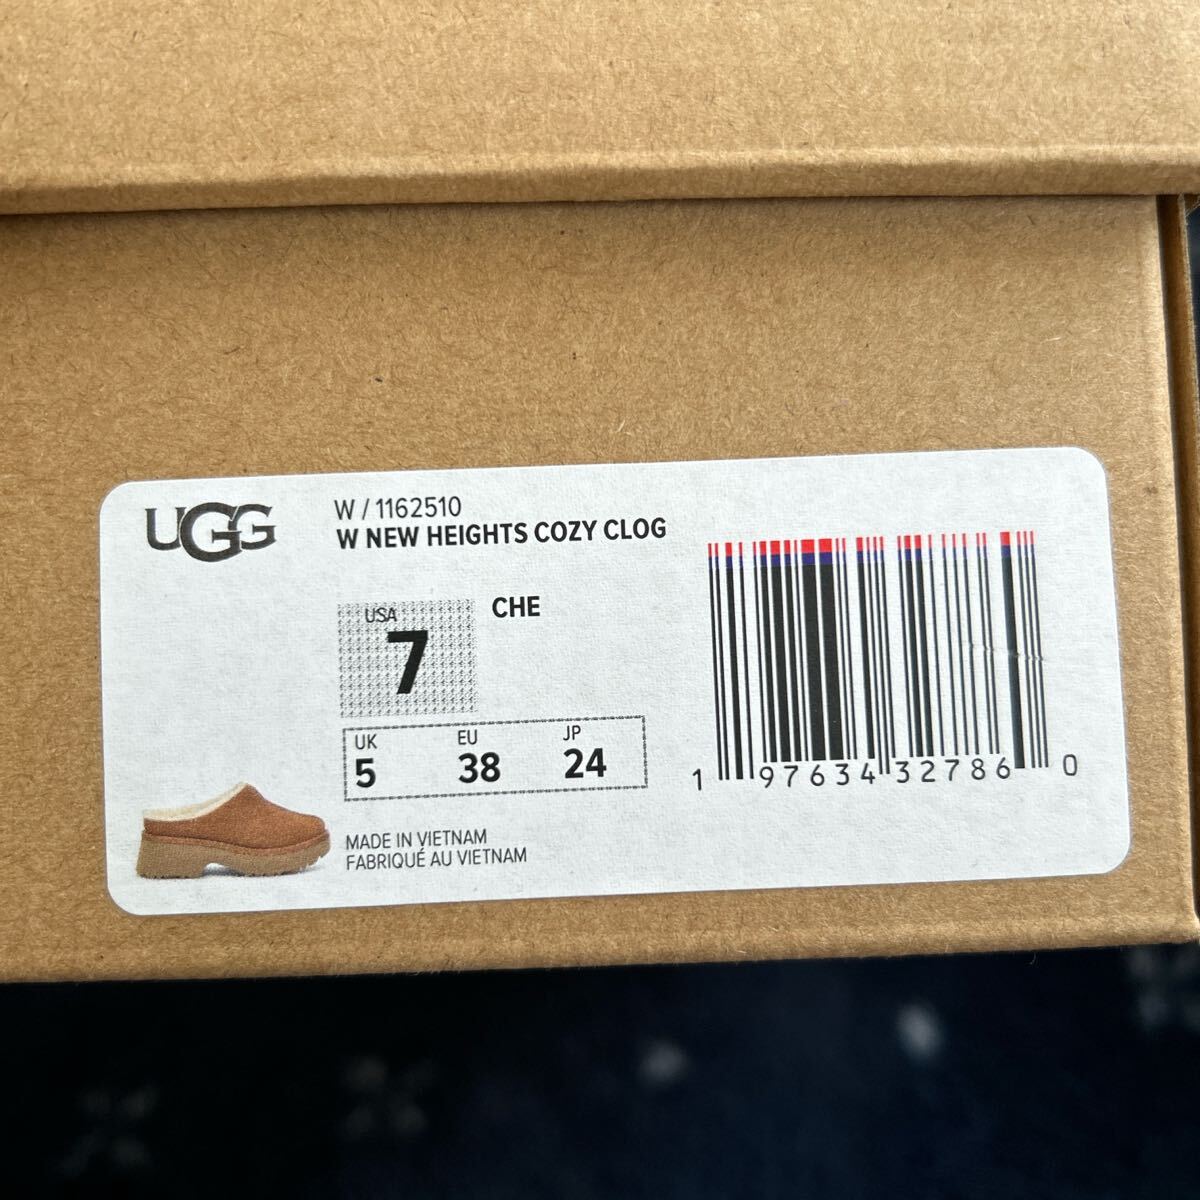 UGG
W / 1162510
W NEW HEIGHTS COZY CLOG
USA
7
CHE
UK EU JP
5 38 24
MADE IN VIETNAM
FABRIQUÉ AU VIETNAM
1 97634 32786 0